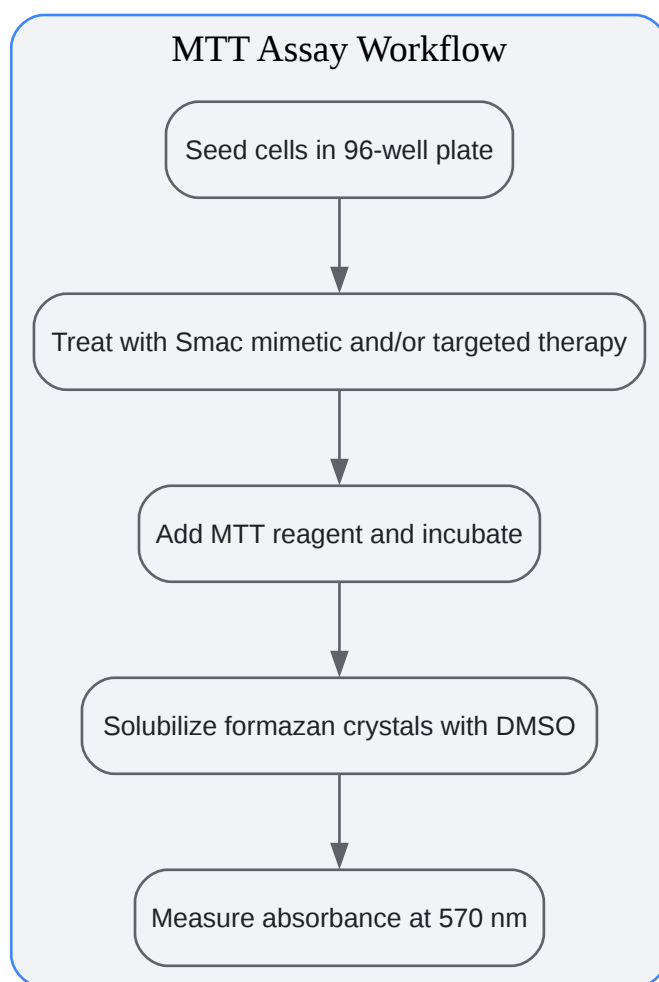 MTT Assay Workflow
Seed cells in 96-well plate
Treat with Smac mimetic and/or targeted therapy
Add MTT reagent and incubate
Solubilize formazan crystals with DMSO
Measure absorbance at 570 nm